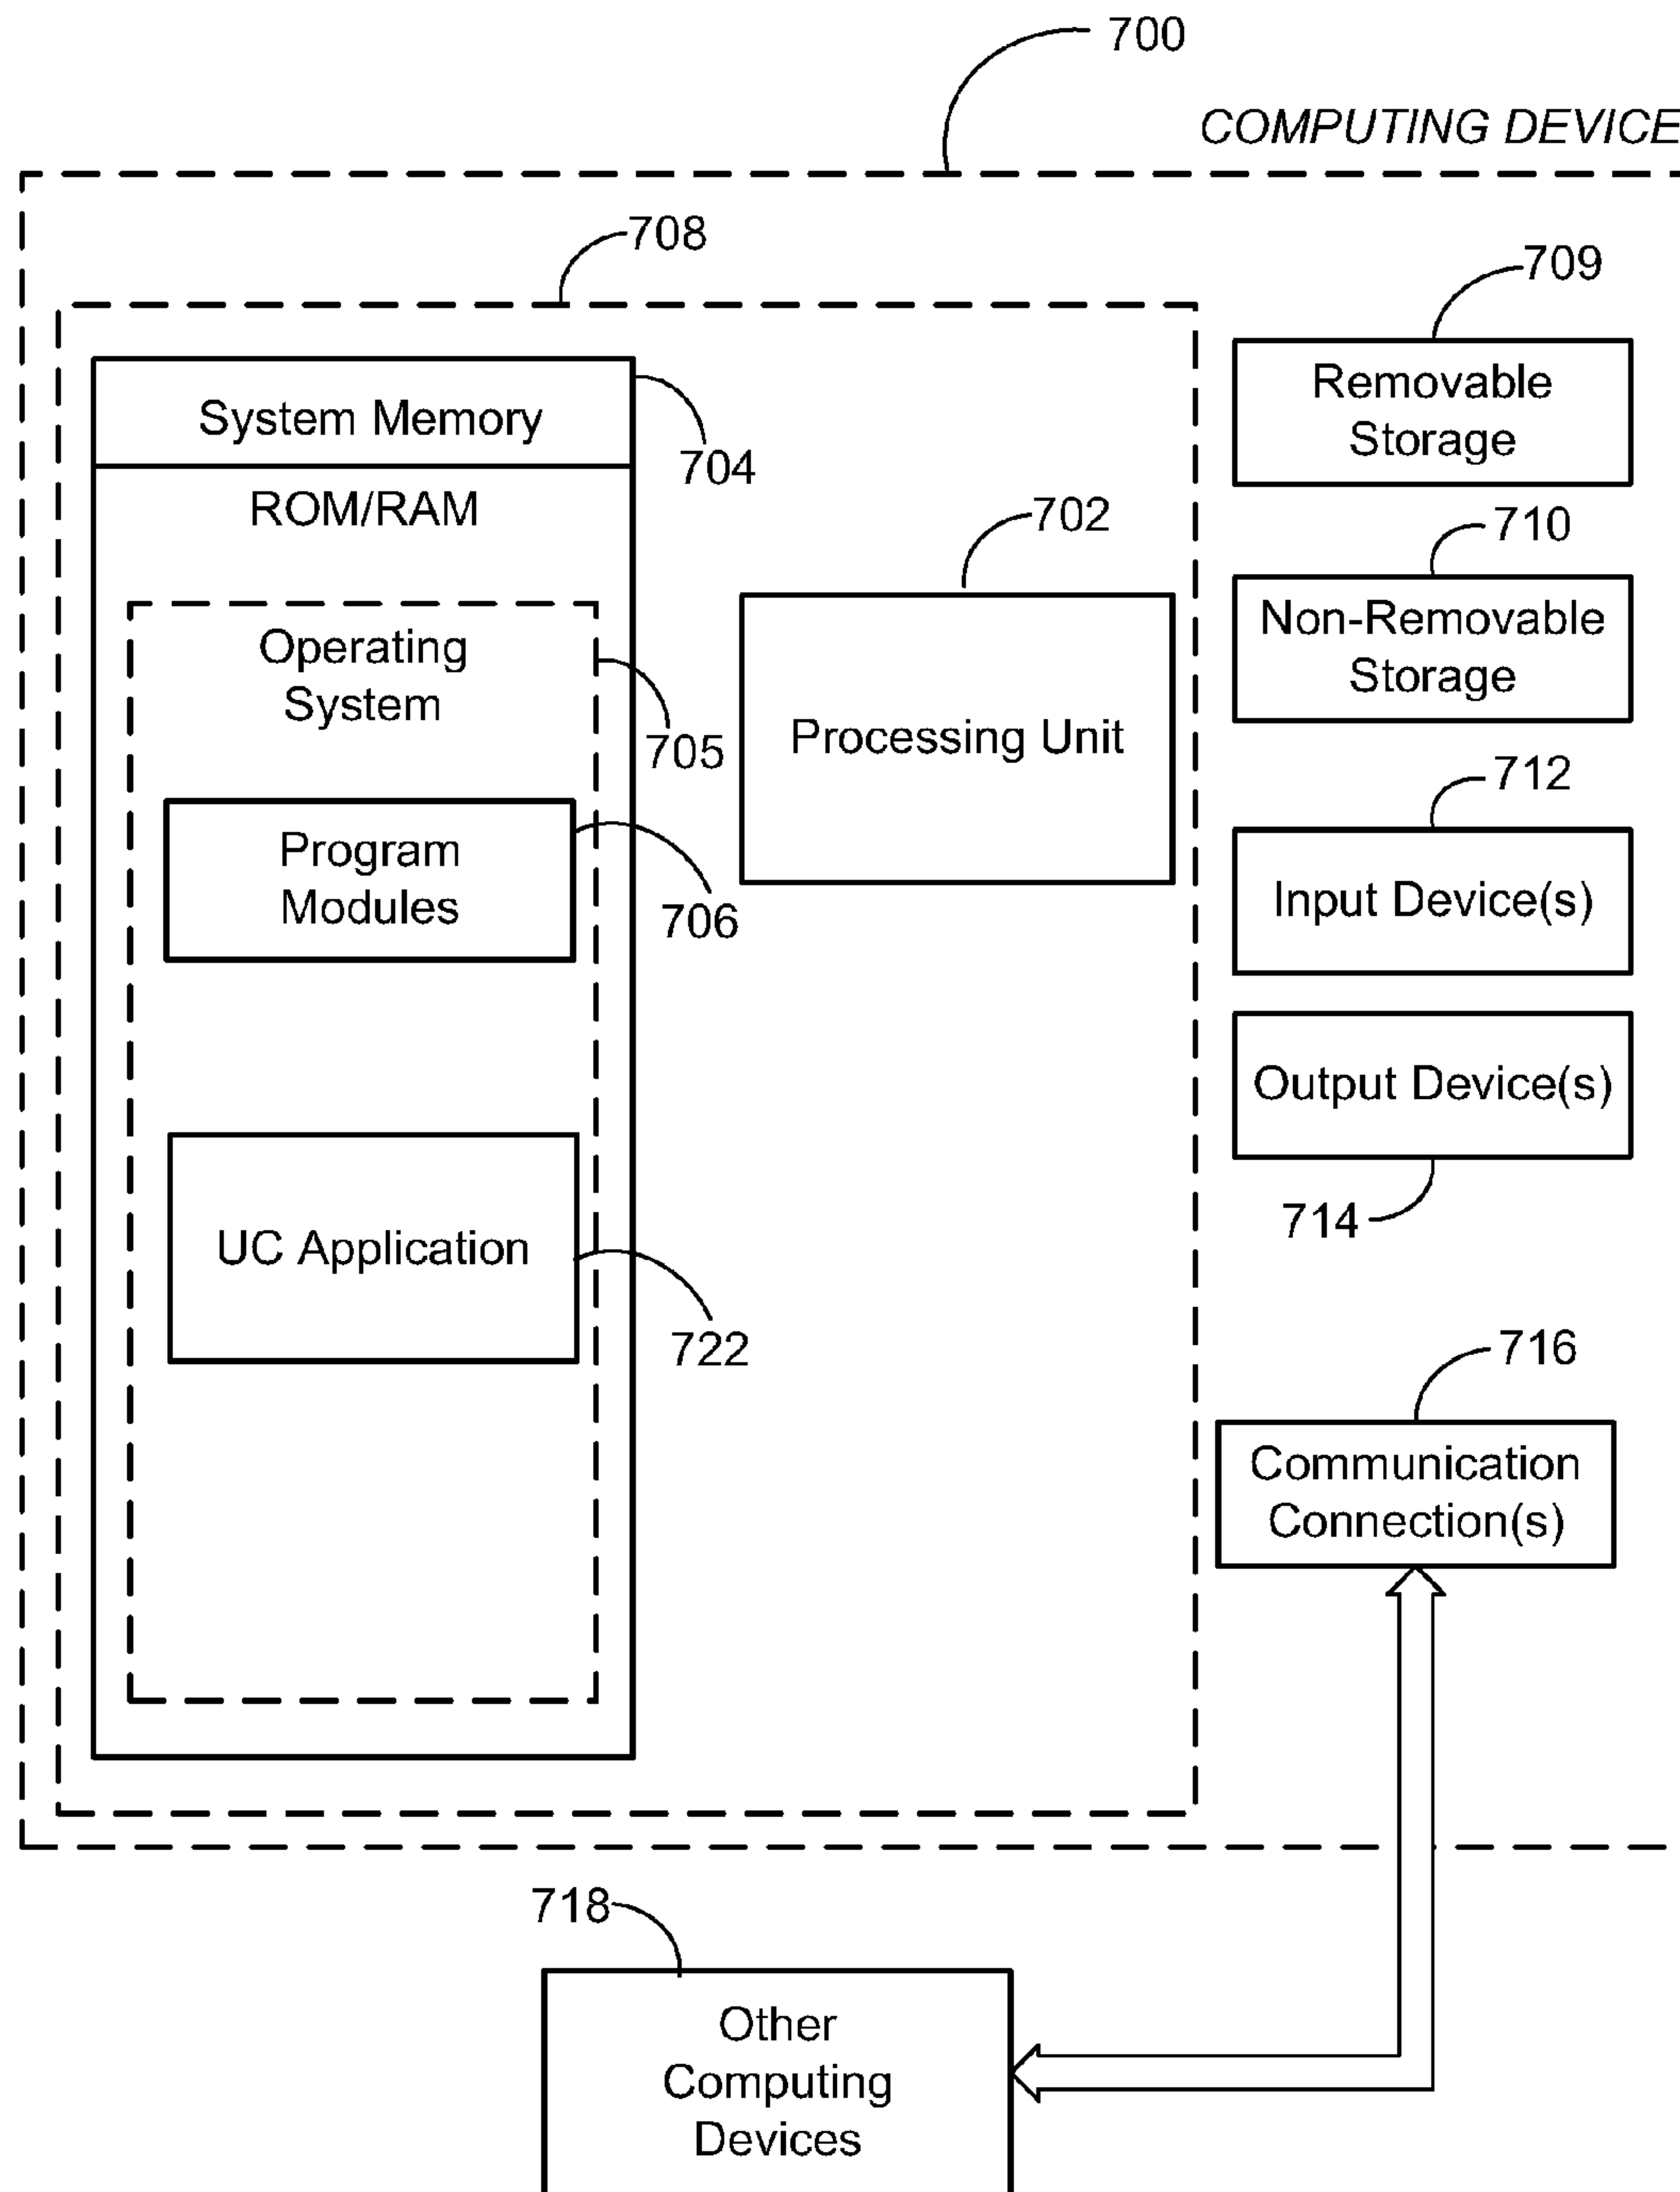 700
COMPUTING DEVICE
708
709
Removable
Storage
System Memory
704
ROM/RAM
702
710
Non-Removable
Storage
Operating
System
705
Processing Unit
712
Program
Modules
706
Input Device(s)
Output Device(s)
714
UC Application
722
716
Communication
Connection(s)
718
Other
Computing
Devices